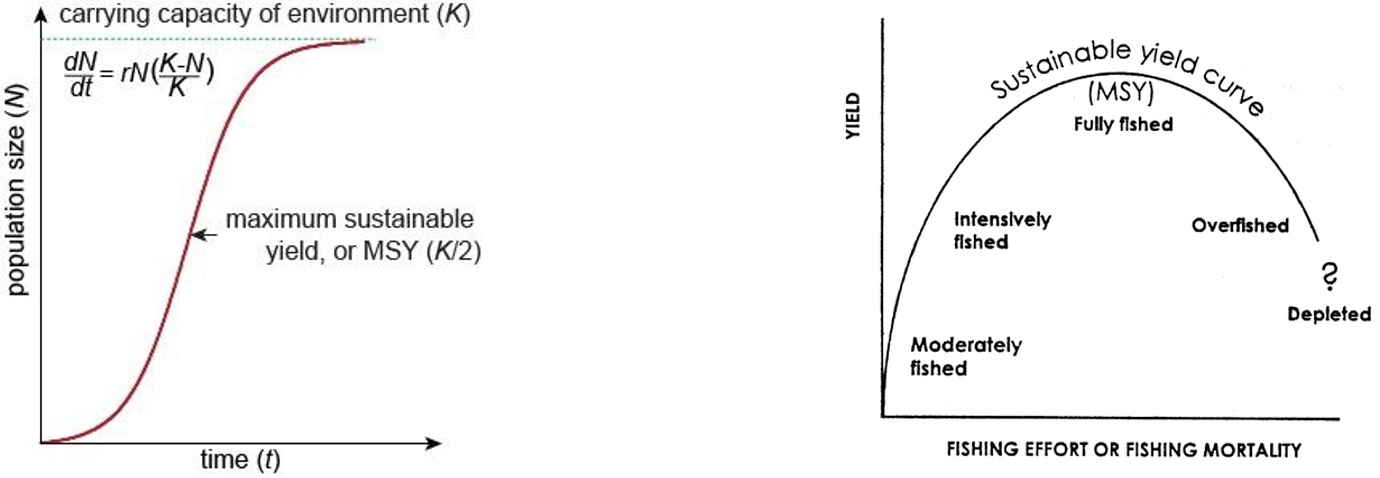 carrying capacity of environment (K)
dN/dt = rN(K-N/K)
population size (N)
maximum sustainable
yield, or MSY (K/2)
time (t)
Sustainable yield curve
(MSY)
Fully fished
YIELD
Intensively
fished
Overfished
?
Depleted
Moderately
fished
FISHING EFFORT OR FISHING MORTALITY